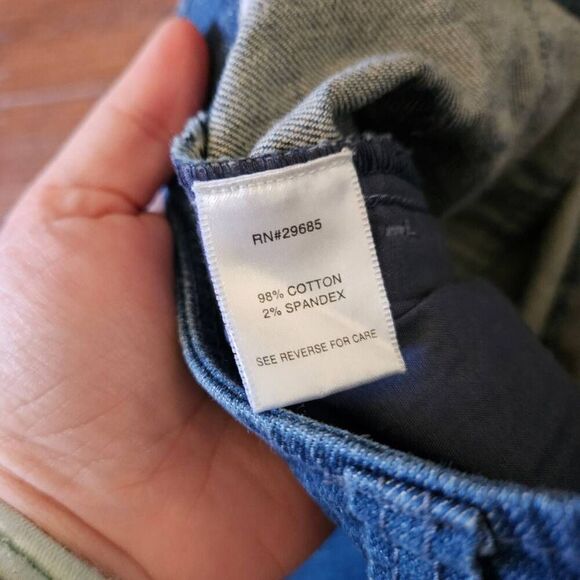 RN#29685
98% COTTON
2% SPANDEX
SEE REVERSE FOR CARE